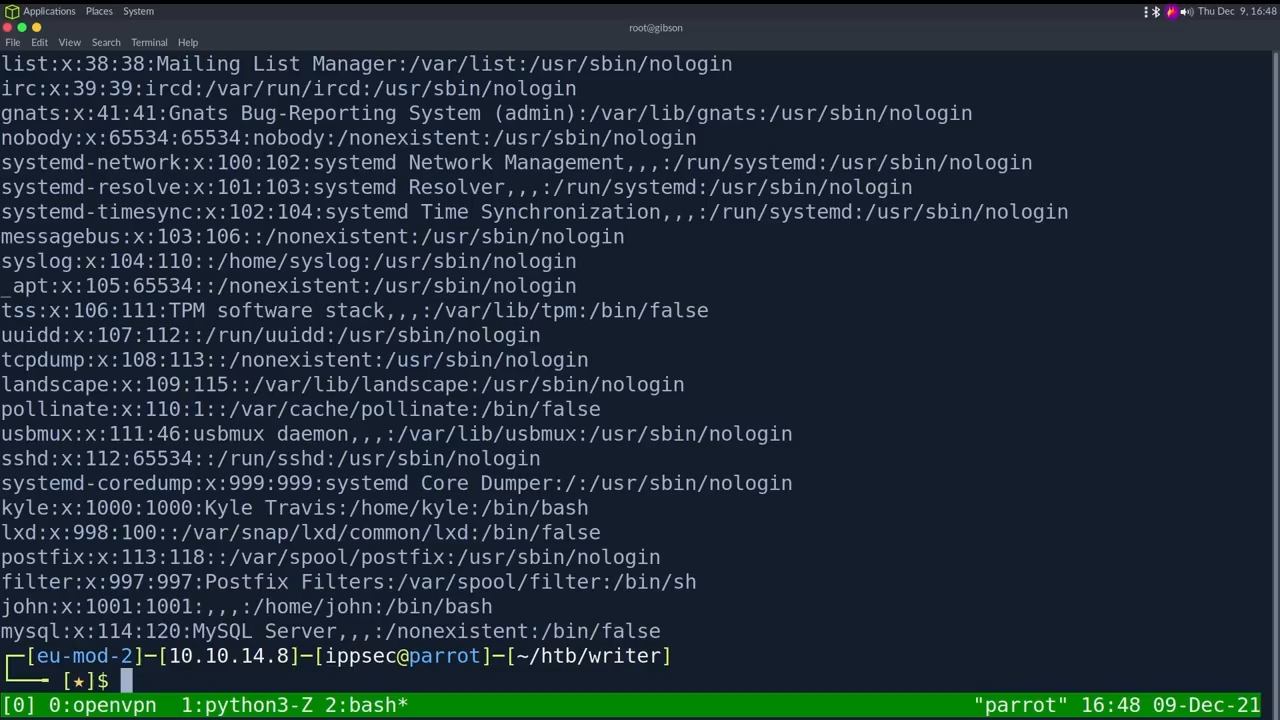 Applications Places System Thu Dec 9, 16:48
root@gibson
File Edit View Search Terminal Help
list:x:38:38:Mailing List Manager:/var/list:/usr/sbin/nologin
irc:x:39:39:ircd:/var/run/ircd:/usr/sbin/nologin
gnats:x:41:41:Gnats Bug-Reporting System (admin):/var/lib/gnats:/usr/sbin/nologin
nobody:x:65534:65534:nobody:/nonexistent:/usr/sbin/nologin
systemd-network:x:100:102:systemd Network Management,,,:/run/systemd:/usr/sbin/nologin
systemd-resolve:x:101:103:systemd Resolver,,,:/run/systemd:/usr/sbin/nologin
systemd-timesync:x:102:104:systemd Time Synchronization,,,:/run/systemd:/usr/sbin/nologin
messagebus:x:103:106::/nonexistent:/usr/sbin/nologin
syslog:x:104:110::/home/syslog:/usr/sbin/nologin
_apt:x:105:65534::/nonexistent:/usr/sbin/nologin
tss:x:106:111:TPM software stack,,,:/var/lib/tpm:/bin/false
uuidd:x:107:112::/run/uuidd:/usr/sbin/nologin
tcpdump:x:108:113::/nonexistent:/usr/sbin/nologin
landscape:x:109:115::/var/lib/landscape:/usr/sbin/nologin
pollinate:x:110:1::/var/cache/pollinate:/bin/false
usbmux:x:111:46:usbmux daemon,,,:/var/lib/usbmux:/usr/sbin/nologin
sshd:x:112:65534::/run/sshd:/usr/sbin/nologin
systemd-coredump:x:999:999:systemd Core Dumper:/:/usr/sbin/nologin
kyle:x:1000:1000:Kyle Travis:/home/kyle:/bin/bash
lxd:x:998:100::/var/snap/lxd/common/lxd:/bin/false
postfix:x:113:118::/var/spool/postfix:/usr/sbin/nologin
filter:x:997:997:Postfix Filters:/var/spool/filter:/bin/sh
john:x:1001:1001:,,,:/home/john:/bin/bash
mysql:x:114:120:MySQL Server,,,:/nonexistent:/bin/false
┌─[eu-mod-2]─[10.10.14.8]─[ippsec@parrot]─[~/htb/writer]
└──╼ [★]$
[0] 0:openvpn 1:python3-Z 2:bash* "parrot" 16:48 09-Dec-21